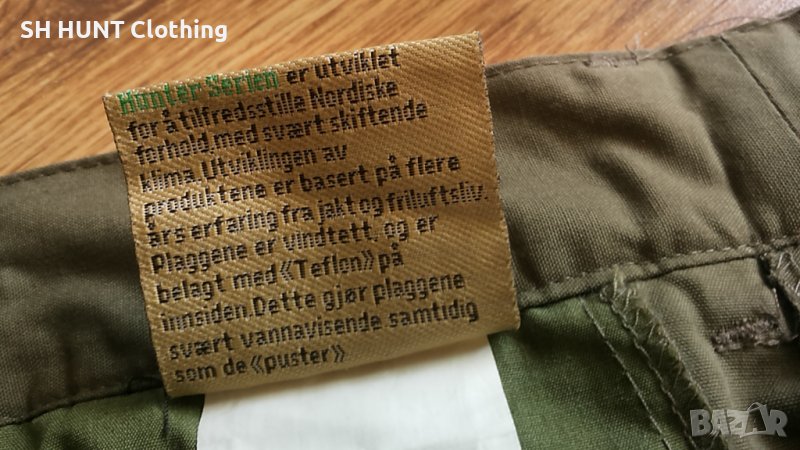 SH HUNT Clothing
Hunter Serien er utviklet
for å tilfredsstille Nordiske
forhold, med svært skiftende
klima. Utviklingen av
produktene er basert på flere
års erfaring fra jakt og friluftsliv.
Plaggene er vindtett, og er
belagt med «Teflon» på
innsiden. Dette gjør plaggene
svært vannavisende samtidig
som de «puster»
BAZAR